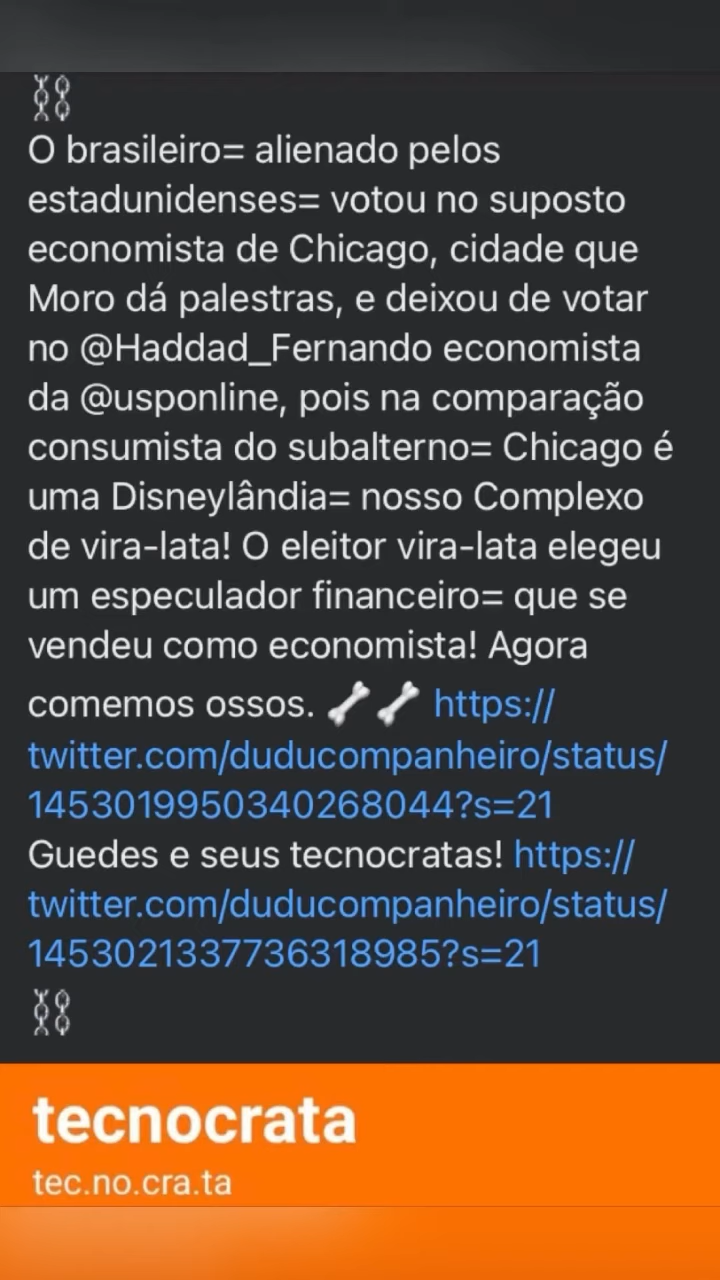 ⛓
O brasileiro= alienado pelos
estadunidenses= votou no suposto
economista de Chicago, cidade que
Moro dá palestras, e deixou de votar
no @Haddad_Fernando economista
da @usponline, pois na comparação
consumista do subalterno= Chicago é
uma Disneylândia= nosso Complexo
de vira-lata! O eleitor vira-lata elegeu
um especulador financeiro= que se
vendeu como economista! Agora
comemos ossos. 🦴🦴 https://
twitter.com/duducompanheiro/status/
1453019950340268044?s=21
Guedes e seus tecnocratas! https://
twitter.com/duducompanheiro/status/
1453021337736318985?s=21
⛓
tecnocrata
tec.no.cra.ta